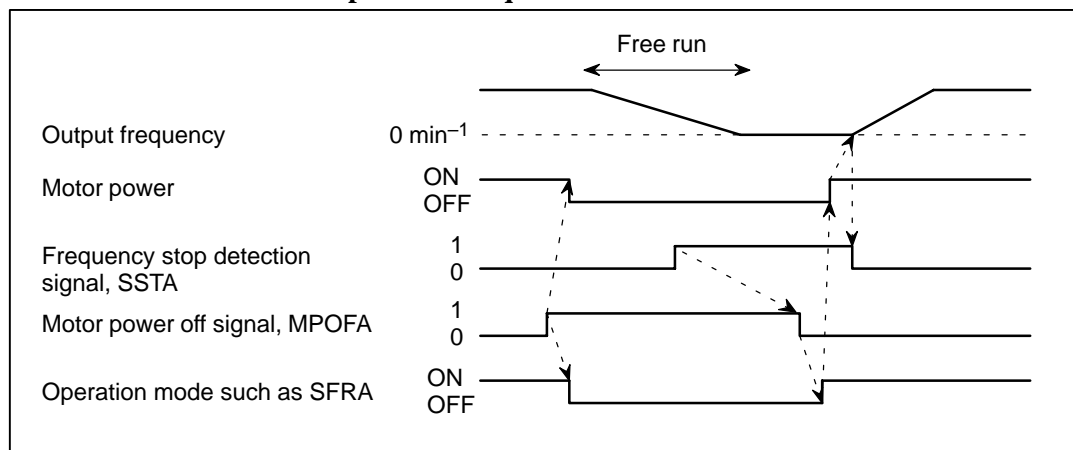 Free run
Output frequency
0 min–1
Motor power
ON
OFF
Frequency stop detection
signal, SSTA
1
0
Motor power off signal, MPOFA
1
0
Operation mode such as SFRA
ON
OFF